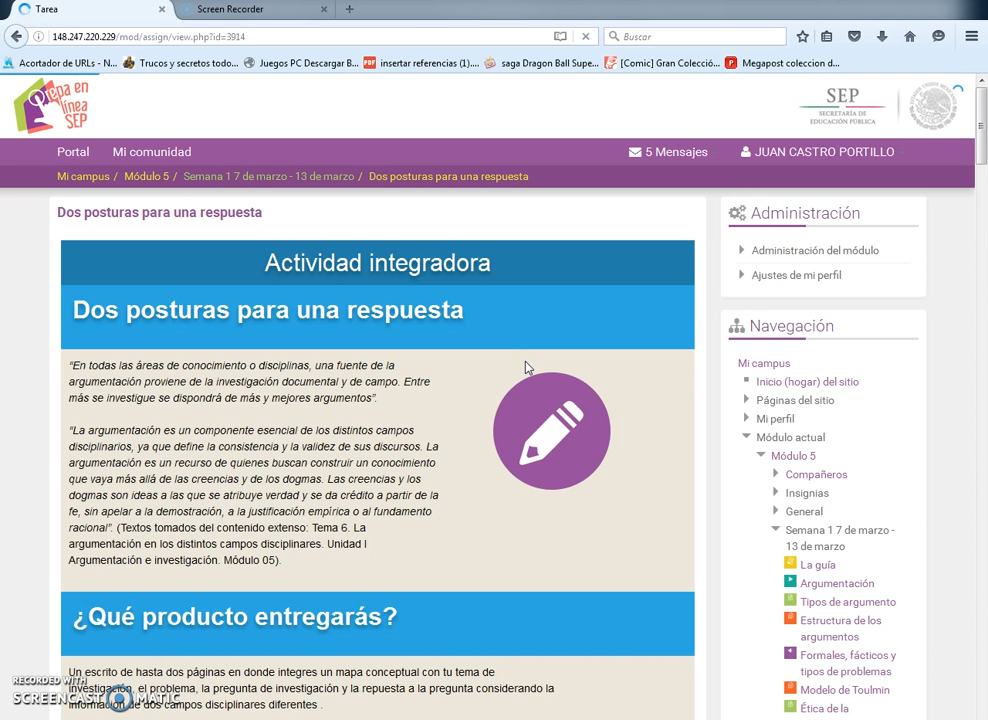 Tarea
Screen Recorder
148.247.220.229/mod/assign/view.php?id=3914
Buscar
Acortador de URLs - N...
Trucos y secretos todo...
Juegos PC Descargar B...
insertar referencias (1)....
saga Dragon Ball Supe...
[Comic] Gran Colecció...
Megapost coleccion d...
Prepa en línea SEP
SEP
SECRETARÍA DE
EDUCACIÓN PÚBLICA
Portal
Mi comunidad
5 Mensajes
JUAN CASTRO PORTILLO
Mi campus / Módulo 5 / Semana 1 7 de marzo - 13 de marzo / Dos posturas para una respuesta
Dos posturas para una respuesta
Actividad integradora
Dos posturas para una respuesta
"En todas las áreas de conocimiento o disciplinas, una fuente de la
argumentación proviene de la investigación documental y de campo. Entre
más se investigue se dispondrá de más y mejores argumentos".
"La argumentación es un componente esencial de los distintos campos
disciplinarios, ya que define la consistencia y la validez de sus discursos. La
argumentación es un recurso de quienes buscan construir un conocimiento
que vaya más allá de las creencias y de los dogmas. Las creencias y los
dogmas son ideas a las que se atribuye verdad y se da crédito a partir de la
fe, sin apelar a la demostración, a la justificación empírica o al fundamento
racional". (Textos tomados del contenido extenso: Tema 6. La
argumentación en los distintos campos disciplinares. Unidad I
Argumentación e investigación. Módulo 05).
¿Qué producto entregarás?
Un escrito de hasta dos páginas en donde integres un mapa conceptual con tu tema de
investigación, el problema, la pregunta de investigación y la repuesta a la pregunta considerando la
información de dos campos disciplinares diferentes .
Administración
Administración del módulo
Ajustes de mi perfil
Navegación
Mi campus
Inicio (hogar) del sitio
Páginas del sitio
Mi perfil
Módulo actual
Módulo 5
Compañeros
Insignias
General
Semana 1 7 de marzo -
13 de marzo
La guía
Argumentación
Tipos de argumento
Estructura de los
argumentos
Formales, fácticos y
tipos de problemas
Modelo de Toulmin
Ética de la
RECORDED WITH
SCREENCAST-O-MATIC